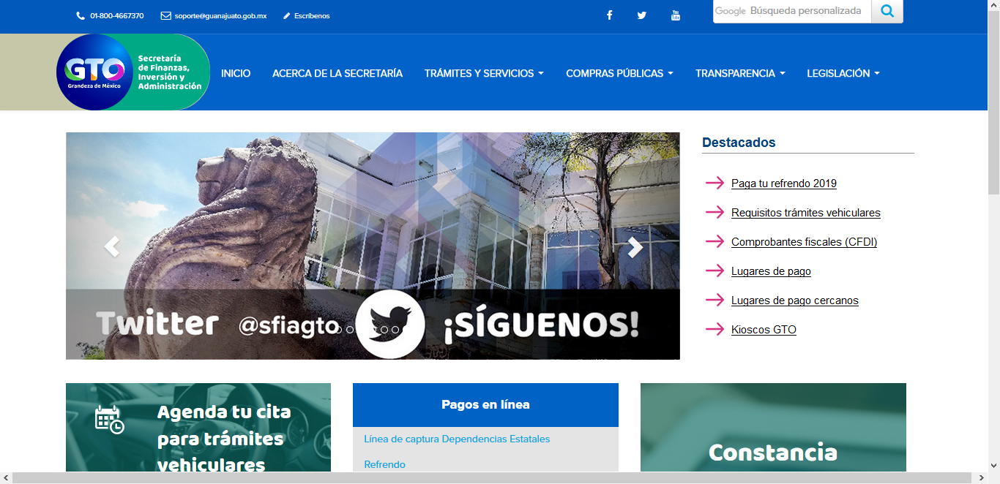 01-800-4667370 soporte@guanajuato.gob.mx Escríbenos
Google Búsqueda personalizada
GTO
Grandeza de México
Secretaría
de Finanzas,
Inversión y
Administración
INICIO ACERCA DE LA SECRETARÍA TRÁMITES Y SERVICIOS COMPRAS PÚBLICAS TRANSPARENCIA LEGISLACIÓN
Twitter @sfiagto ¡SÍGUENOS!
Destacados
Paga tu refrendo 2019
Requisitos trámites vehiculares
Comprobantes fiscales (CFDI)
Lugares de pago
Lugares de pago cercanos
Kioscos GTO
Agenda tu cita
para trámites
vehiculares
Pagos en línea
Línea de captura Dependencias Estatales
Refrendo
Constancia